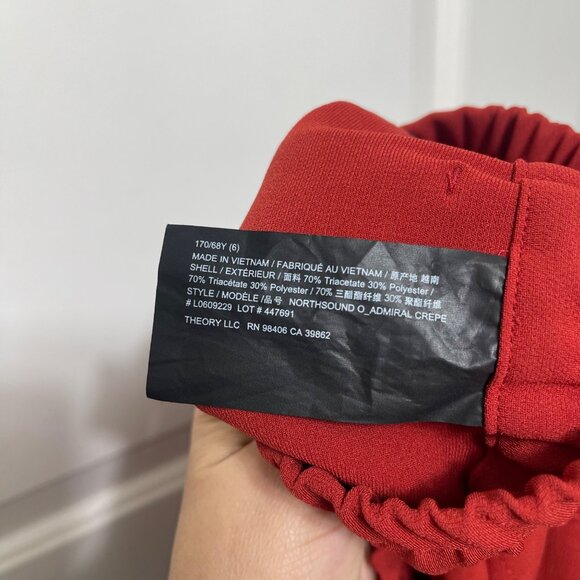 170/68Y (6)
MADE IN VIETNAM / FABRIQUÉ AU VIETNAM / 原产地 越南
SHELL / EXTÉRIEUR / 面料 70% Triacetate 30% Polyester /
70% Triacétate 30% Polyester / 70% 三醋酯纤维 30% 聚酯纤维
STYLE / MODÈLE /品号 NORTHSOUND O_ADMIRAL CREPE
# L0609229 LOT # 447691
THEORY LLC RN 98406 CA 39862